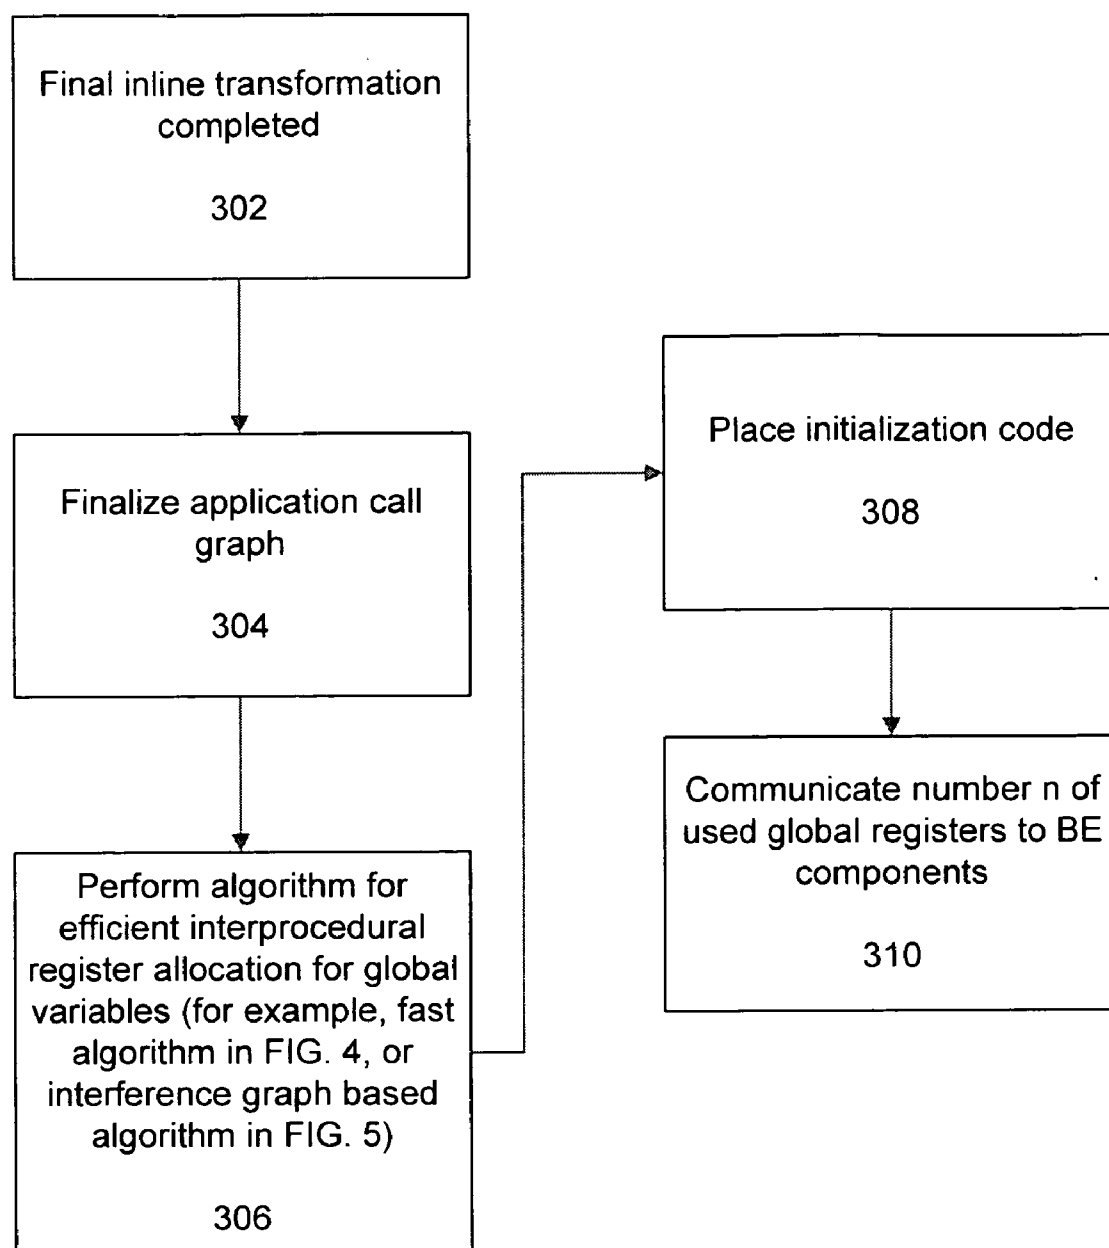 Final inline transformation
completed
302
Finalize application call
graph
304
Perform algorithm for
efficient interprocedural
register allocation for global
variables (for example, fast
algorithm in FIG. 4, or
interference graph based
algorithm in FIG. 5)
306
Place initialization code
308
Communicate number n of
used global registers to BE
components
310